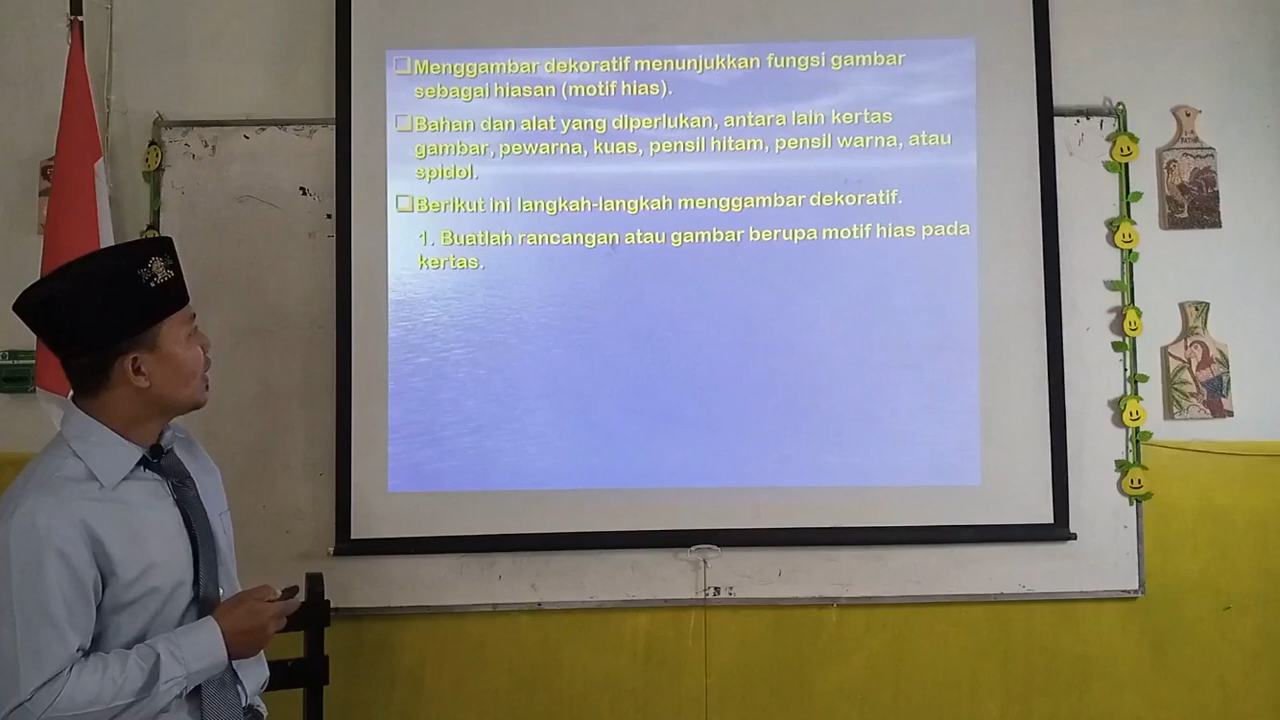 Menggambar dekoratif menunjukkan fungsi gambar
sebagai hiasan (motif hias).
Bahan dan alat yang diperlukan, antara lain kertas
gambar, pewarna, kuas, pensil hitam, pensil warna, atau
spidol.
Berikut ini langkah-langkah menggambar dekoratif.
1. Buatlah rancangan atau gambar berupa motif hias pada
kertas.